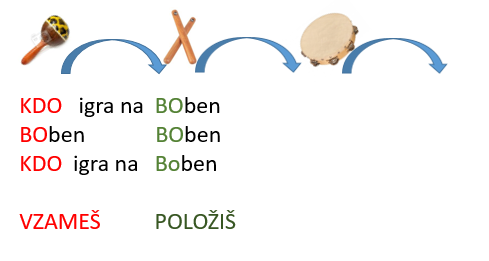 KDO igra na BOben
BOben BOben
KDO igra na Boben
VZAMEŠ POLOŽIŠ